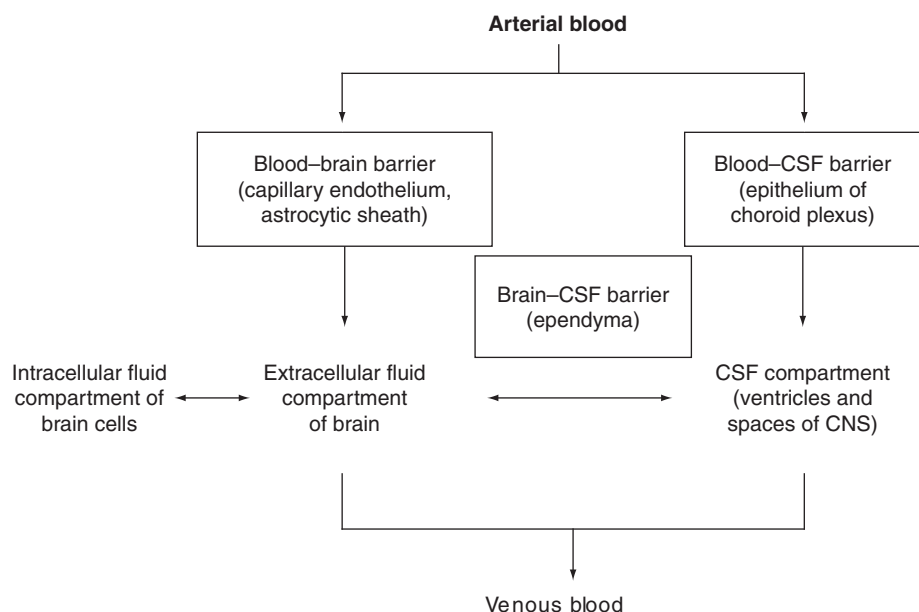 Arterial blood
Blood–brain barrier
(capillary endothelium,
astrocytic sheath)
Blood–CSF barrier
(epithelium of
choroid plexus)
Brain–CSF barrier
(ependyma)
Intracellular fluid
compartment of
brain cells
Extracellular fluid
compartment
of brain
CSF compartment
(ventricles and
spaces of CNS)
Venous blood